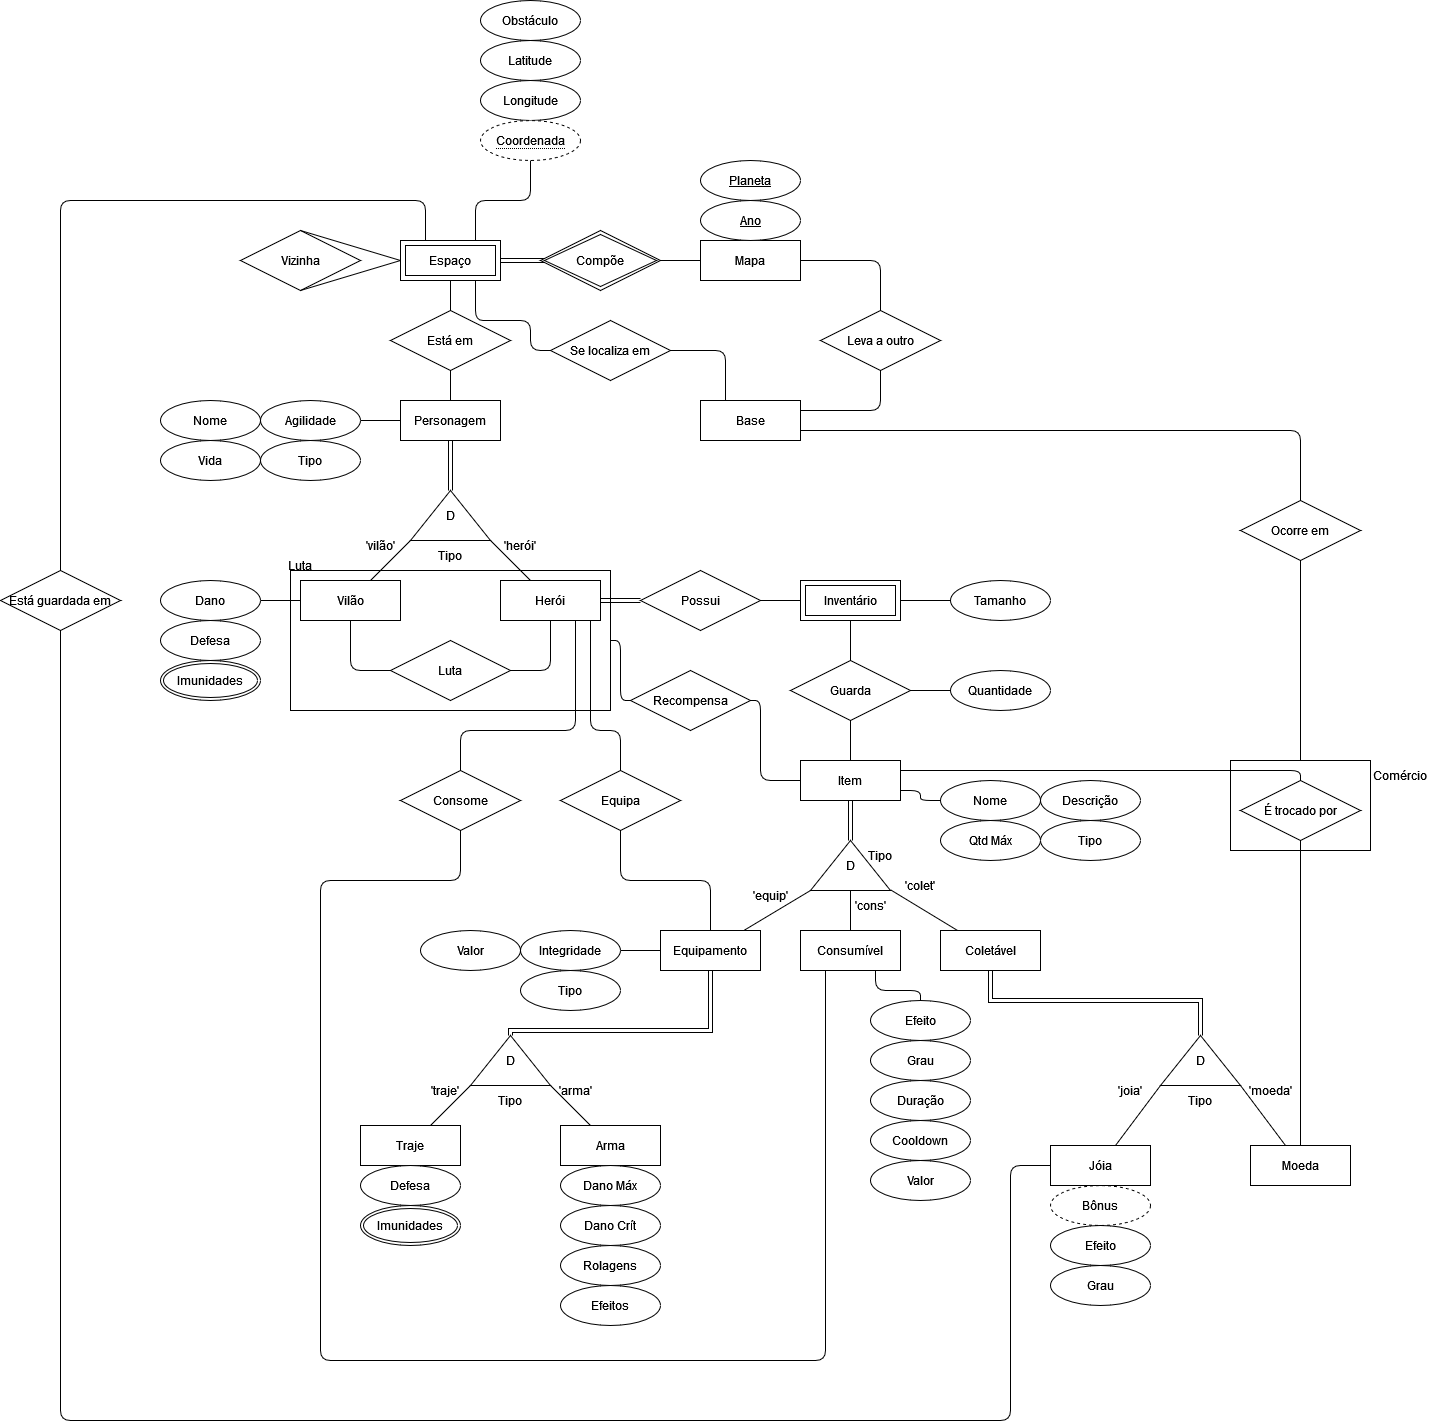 Obstáculo
Latitude
Longitude
Coordenada
Planeta
Ano
Vizinha
Espaço
Compõe
Mapa
Está em
Se localiza em
Leva a outro
Nome
Agilidade
Personagem
Base
Vida
Tipo
D
Ocorre em
'vilão'
Tipo
'herói'
Luta
Está guardada em
Dano
Vilão
Herói
Possui
Inventário
Tamanho
Defesa
Luta
Imunidades
Recompensa
Guarda
Quantidade
Item
Comércio
Consome
Equipa
Nome
Descrição
É trocado por
Qtd Máx
Tipo
Tipo
D
'equip'
'cons'
'colet'
Valor
Integridade
Equipamento
Consumível
Coletável
Tipo
Efeito
D
Grau
D
'traje'
Tipo
'arma'
Duração
'joia'
Tipo
'moeda'
Traje
Arma
Cooldown
Jóia
Moeda
Defesa
Dano Máx
Valor
Bônus
Imunidades
Dano Crít
Efeito
Rolagens
Grau
Efeitos